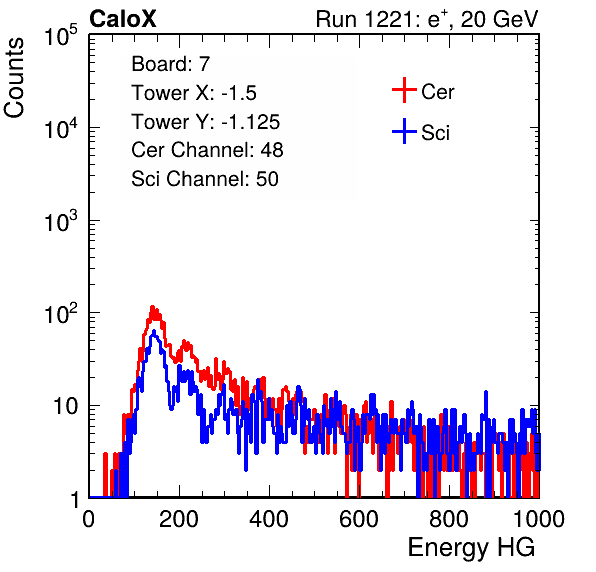 CaloX Run 1221: e⁺, 20 GeV
Board: 7
Tower X: -1.5
Tower Y: -1.125
Cer Channel: 48
Sci Channel: 50
Cer
Sci
Counts
10⁵
10⁴
10³
10²
10
1
0 200 400 600 800 1000
Energy HG